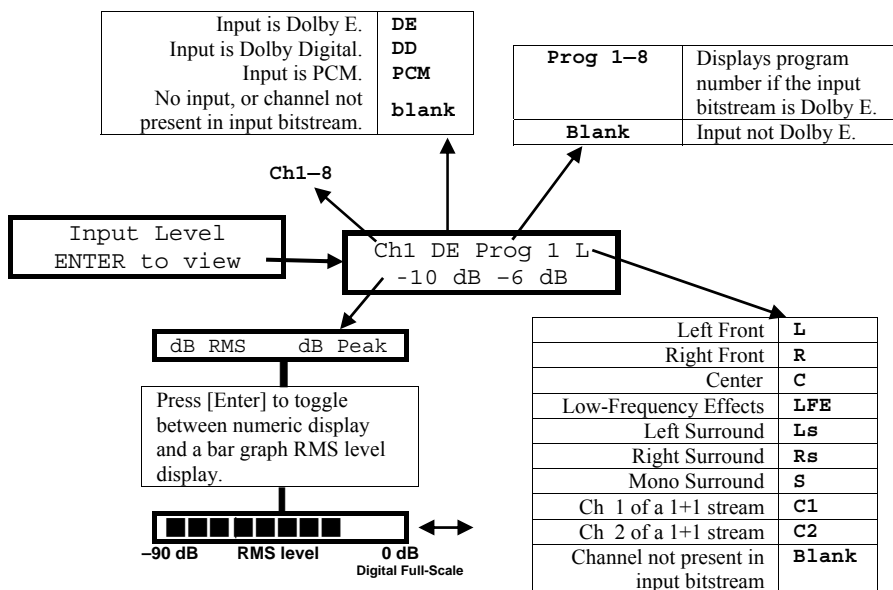 Input is Dolby E. DE
Input is Dolby Digital. DD
Input is PCM. PCM
No input, or channel not
present in input bitstream. blank
Prog 1–8 Displays program
number if the input
bitstream is Dolby E.
Blank Input not Dolby E.
Ch1–8
Input Level
ENTER to view
Ch1 DE Prog 1 L
-10 dB –6 dB
dB RMS dB Peak
Press [Enter] to toggle
between numeric display
and a bar graph RMS level
display.
–90 dB RMS level 0 dB
Digital Full-Scale
Left Front L
Right Front R
Center C
Low-Frequency Effects LFE
Left Surround Ls
Right Surround Rs
Mono Surround S
Ch 1 of a 1+1 stream C1
Ch 2 of a 1+1 stream C2
Channel not present in Blank
input bitstream